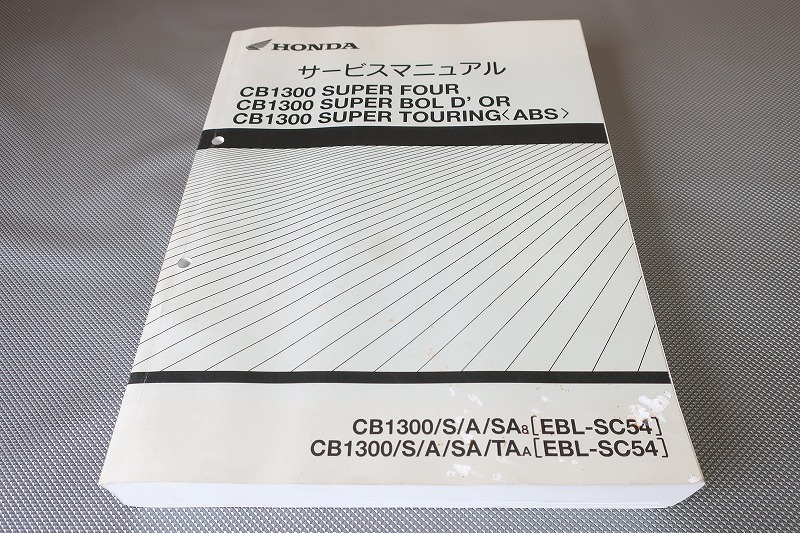 HONDA
サービスマニュアル
CB1300 SUPER FOUR
CB1300 SUPER BOL D' OR
CB1300 SUPER TOURING〈ABS〉
CB1300/S/A/SA8[EBL-SC54]
CB1300/S/A/SA/TAA[EBL-SC54]